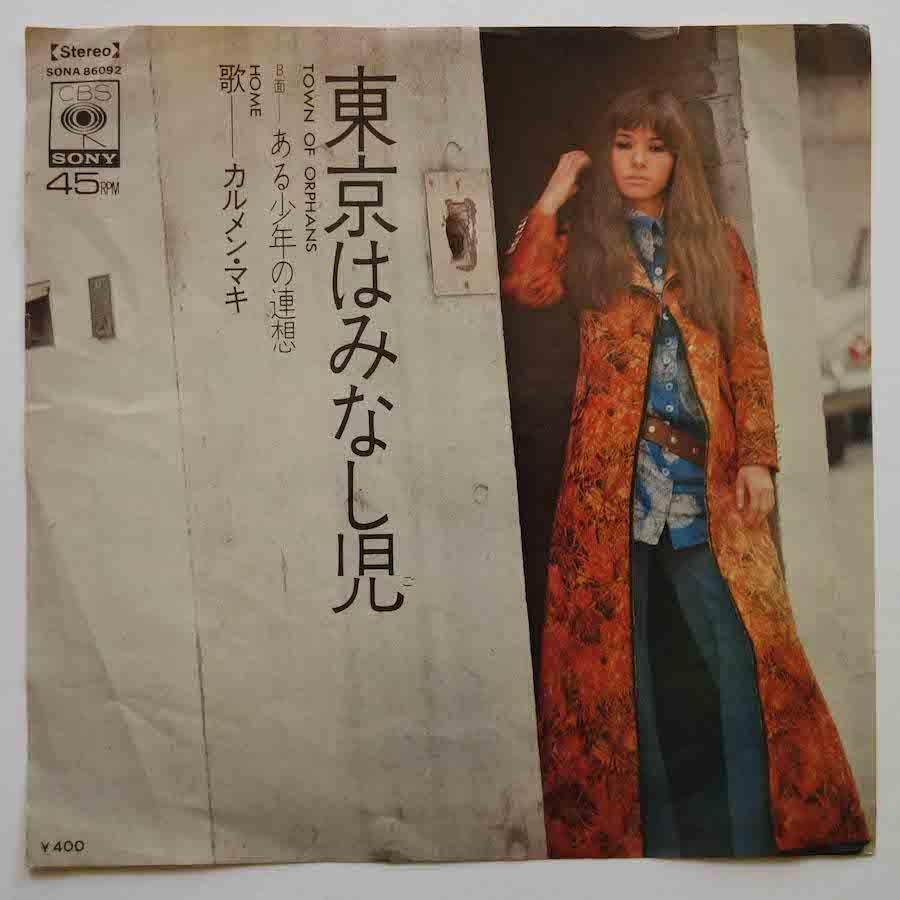 【Stereo】
SONA 86092
CBS
SONY
45RPM
東京はみなし児
ご
TOWN OF ORPHANS
B面―ある少年の連想
HOME
歌――カルメン・マキ
¥400